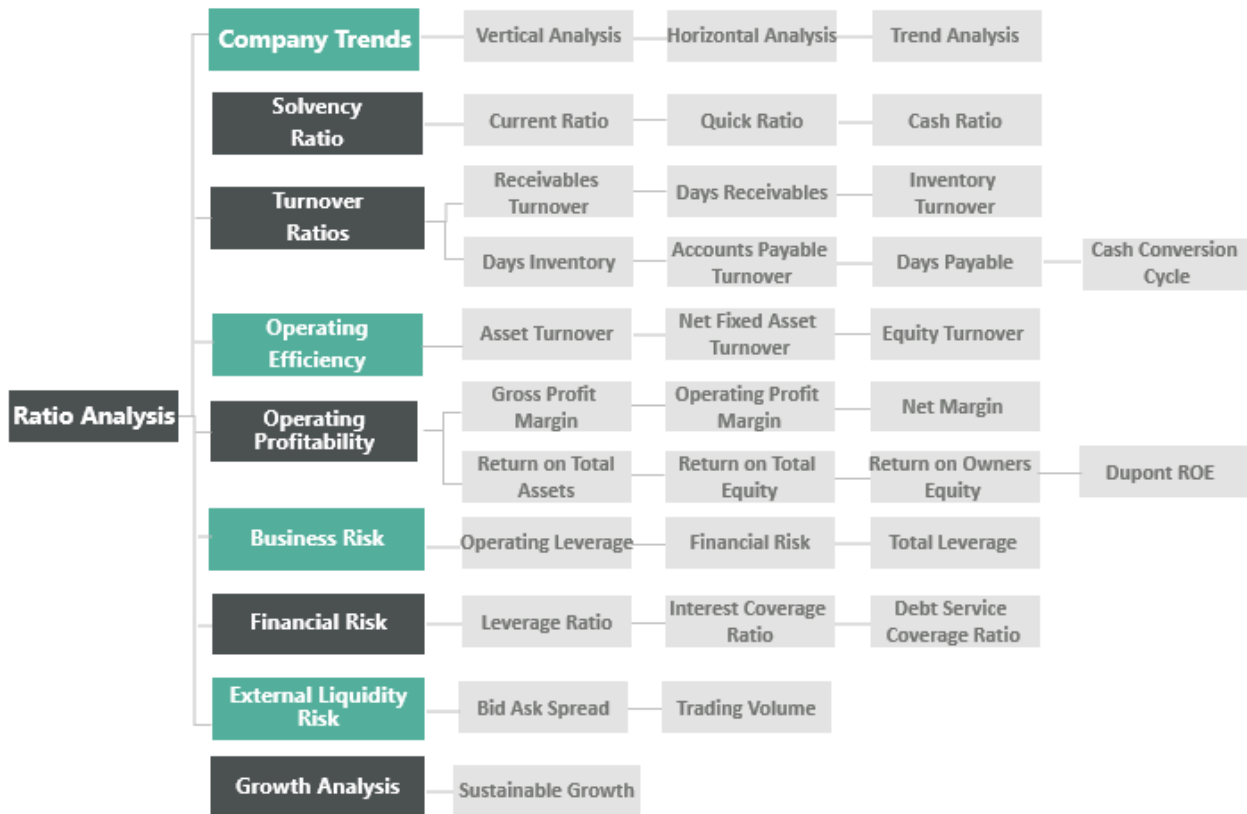 Company Trends
Vertical Analysis
Horizontal Analysis
Trend Analysis
Solvency
Ratio
Current Ratio
Quick Ratio
Cash Ratio
Turnover
Ratios
Receivables
Turnover
Days Receivables
Inventory
Turnover
Days Inventory
Accounts Payable
Turnover
Days Payable
Cash Conversion
Cycle
Operating
Efficiency
Asset Turnover
Net Fixed Asset
Turnover
Equity Turnover
Ratio Analysis
Operating
Profitability
Gross Profit
Margin
Operating Profit
Margin
Net Margin
Return on Total
Assets
Return on Total
Equity
Return on Owners
Equity
Dupont ROE
Business Risk
Operating Leverage
Financial Risk
Total Leverage
Financial Risk
Leverage Ratio
Interest Coverage
Ratio
Debt Service
Coverage Ratio
External Liquidity
Risk
Bid Ask Spread
Trading Volume
Growth Analysis
Sustainable Growth